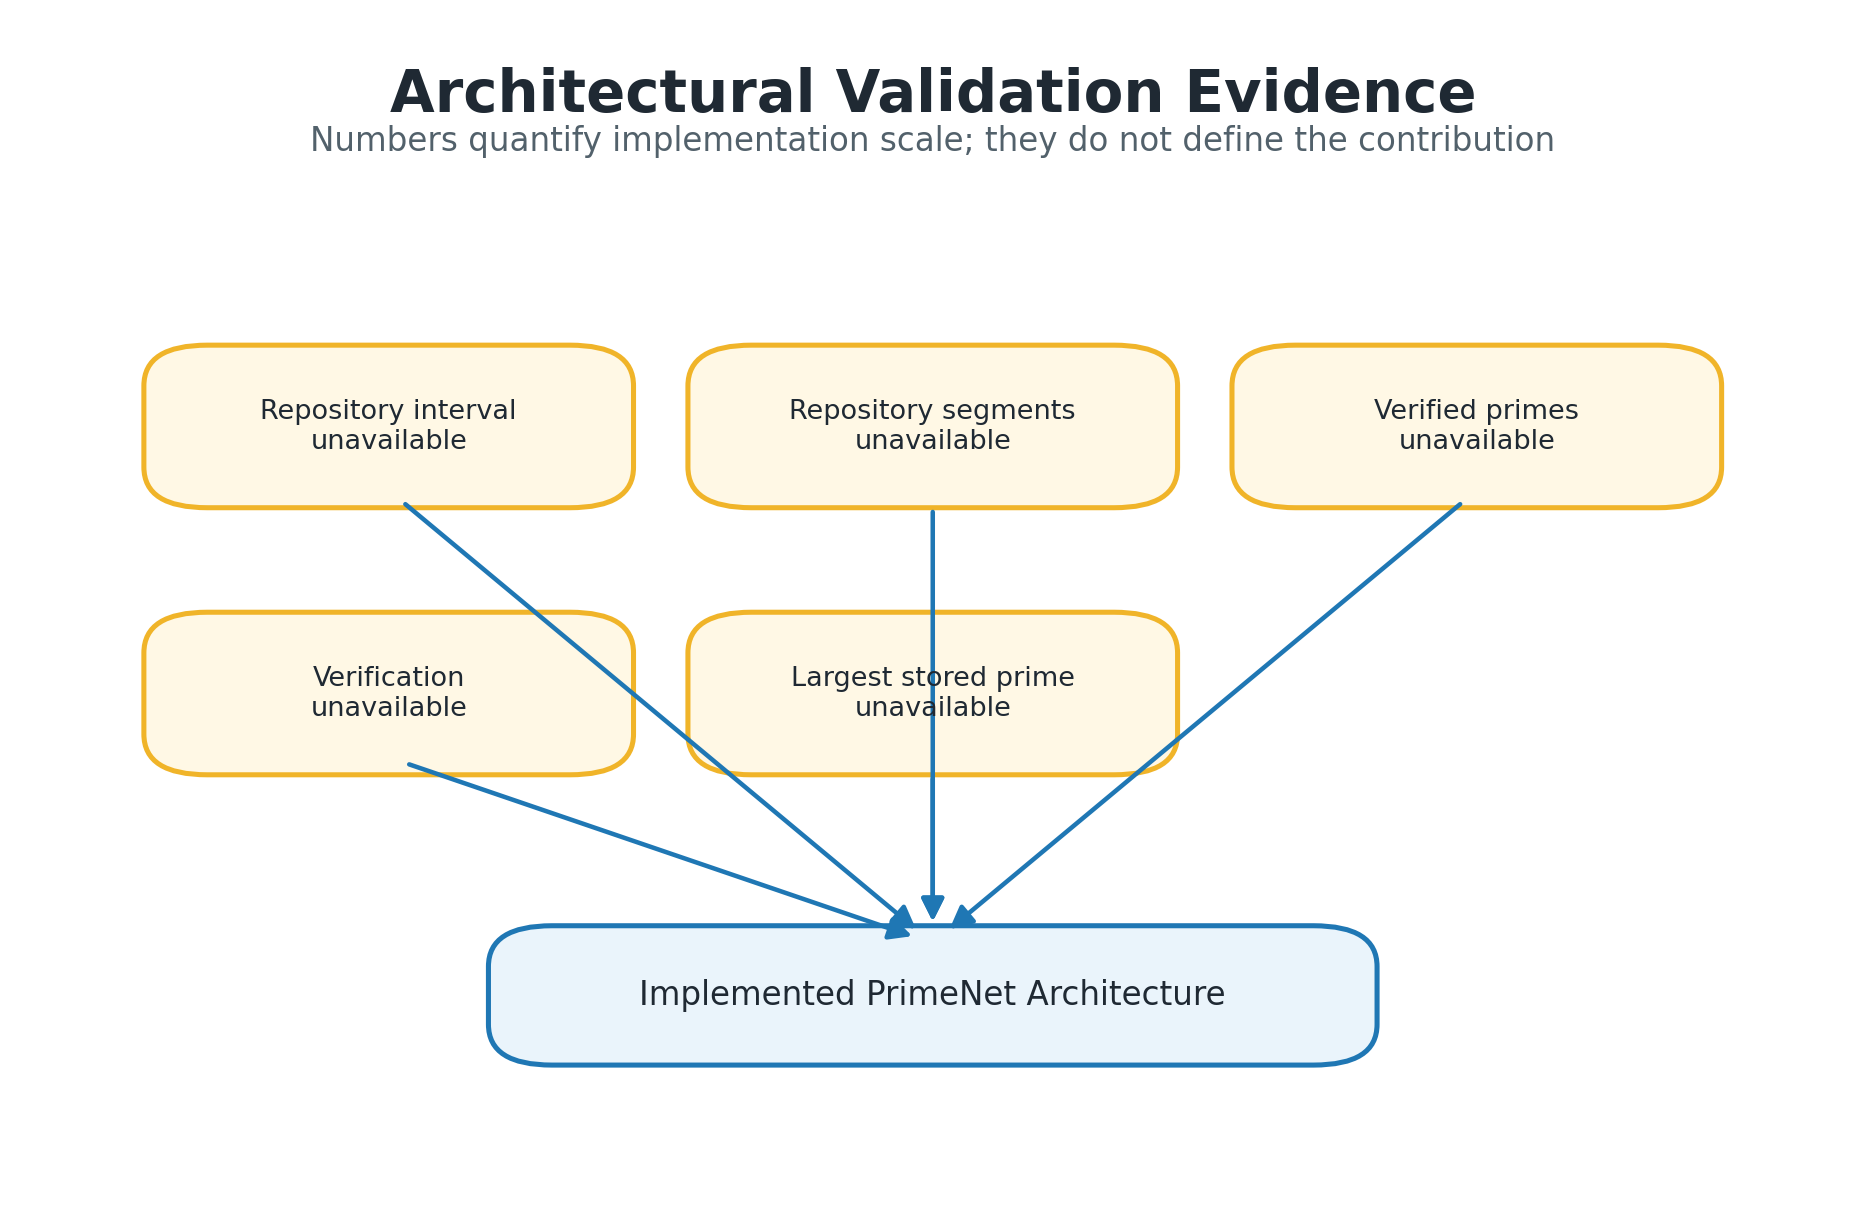 Architectural Validation Evidence
Numbers quantify implementation scale; they do not define the contribution
Repository interval
unavailable
Repository segments
unavailable
Verified primes
unavailable
Verification
unavailable
Largest stored prime
unavailable
Implemented PrimeNet Architecture